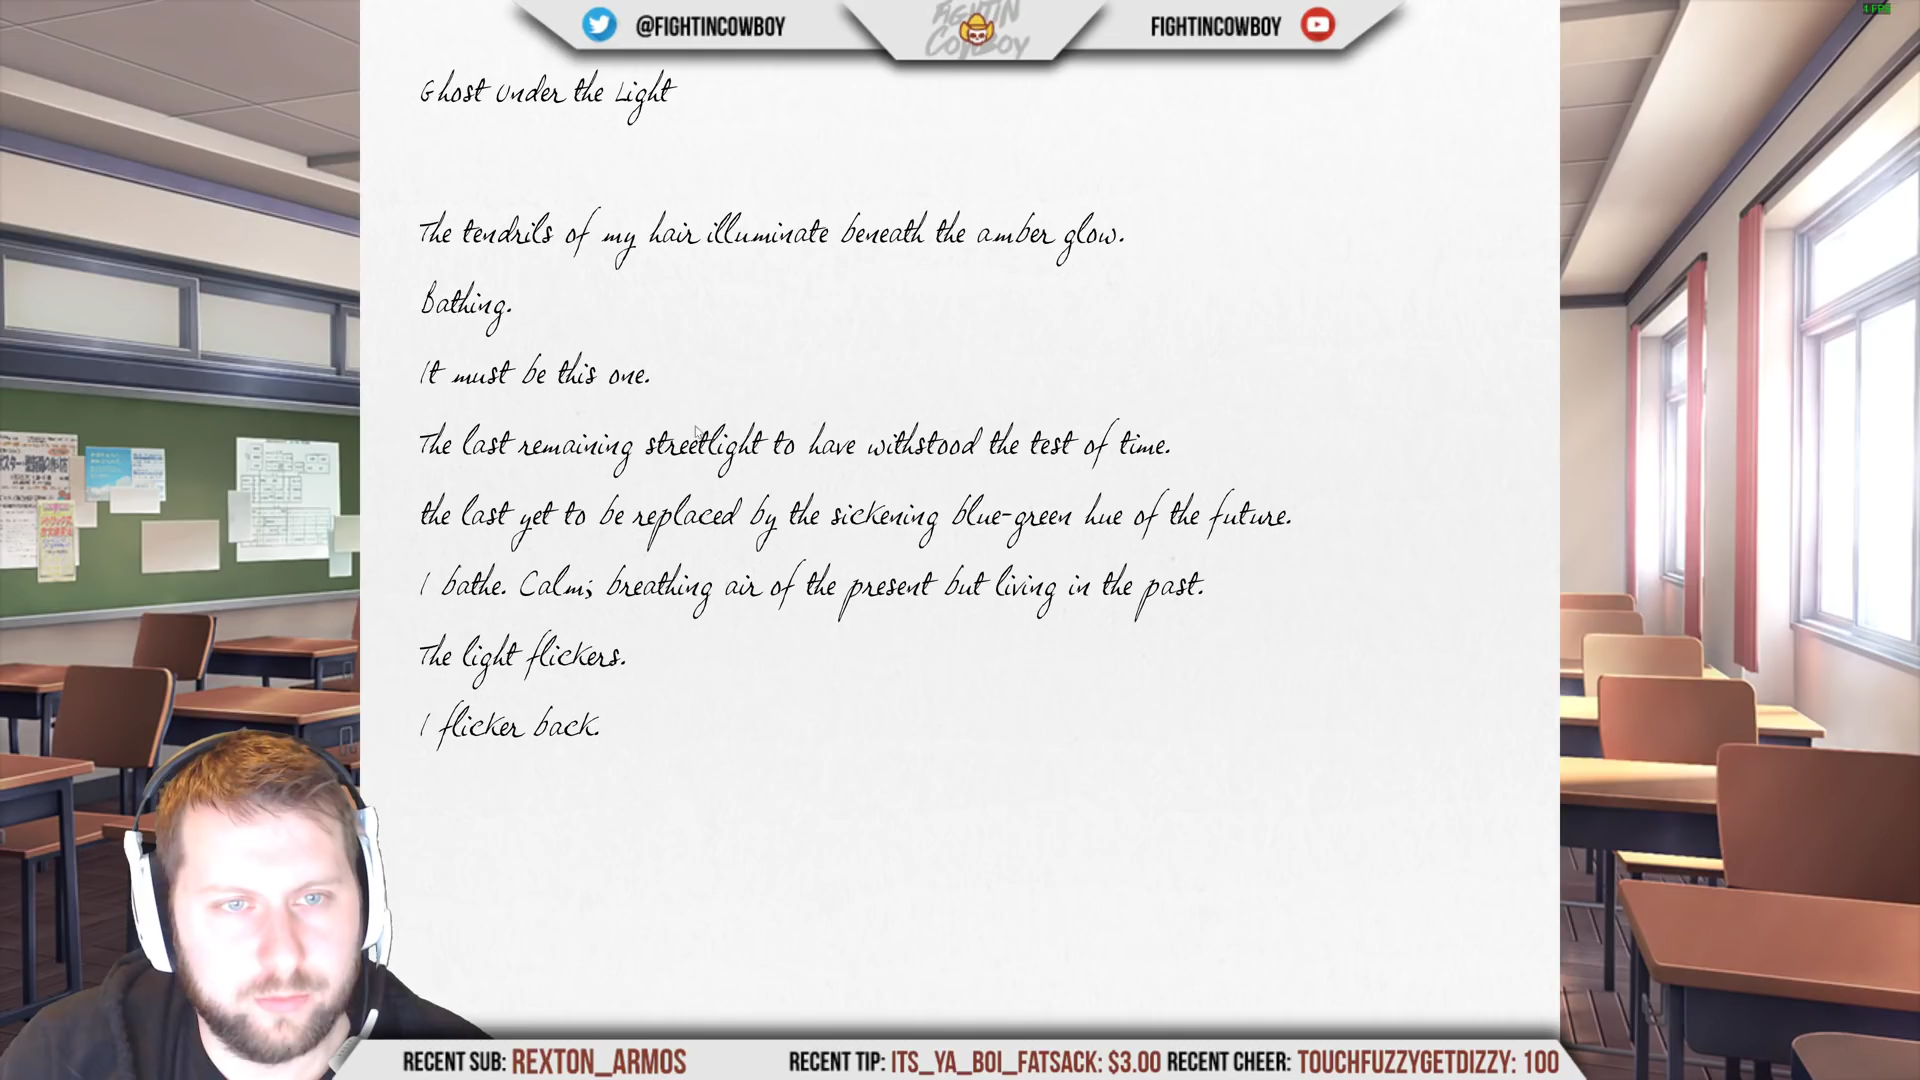 @FIGHTINCOWBOY
FIGHTIN COWBOY
FIGHTINCOWBOY
4 FPS
Ghost Under the Light
The tendrils of my hair illuminate beneath the amber glow.
Bathing.
It must be this one.
The last remaining streetlight to have withstood the test of time.
the last yet to be replaced by the sickening blue-green hue of the future.
I bathe. Calm; breathing air of the present but living in the past.
The light flickers.
I flicker back.
RECENT SUB: REXTON_ARMOS
RECENT TIP: ITS_YA_BOI_FATSACK: $3.00
RECENT CHEER: TOUCHFUZZYGETDIZZY: 100